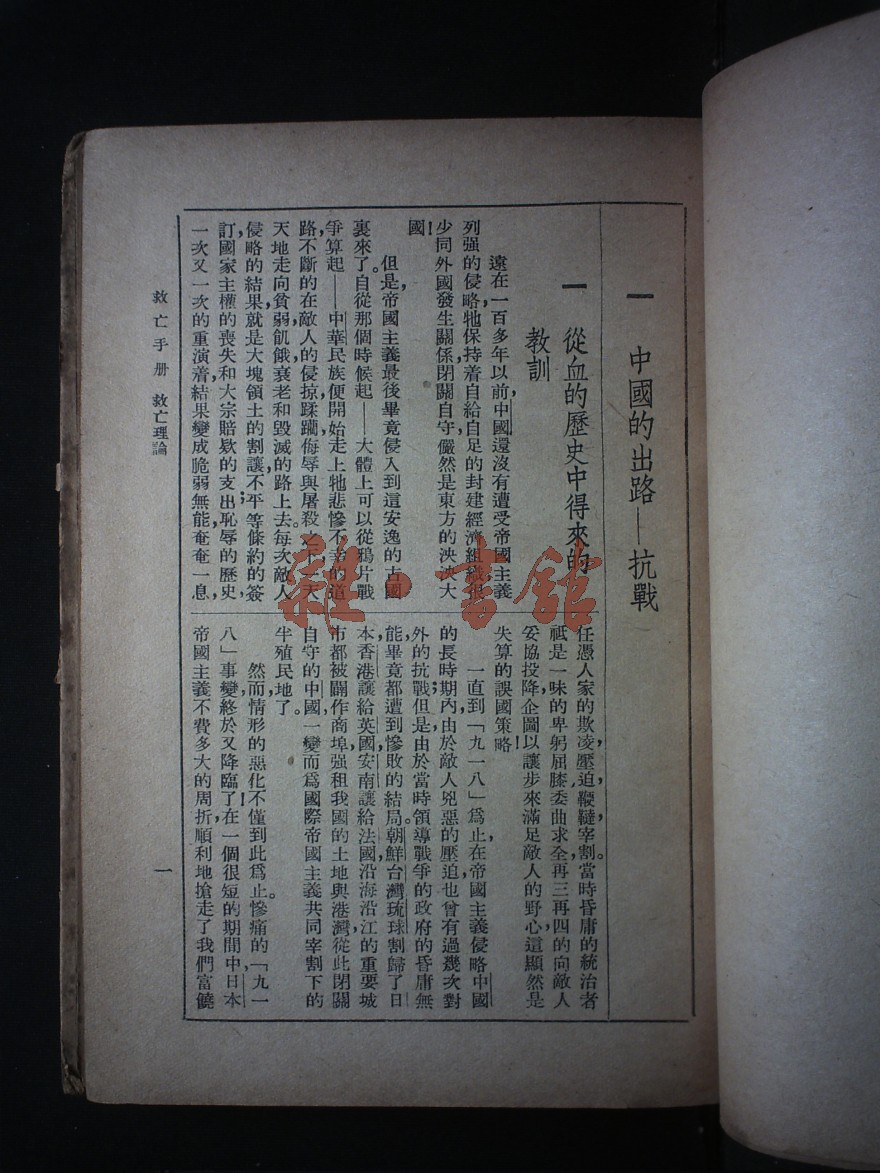 一　中國的出路——抗戰
一　從血的歷史中得來的
教訓
遠在一百多年以前，中國還沒有遭受帝國主義
列强的侵略，牠保持着自給自足的封建經濟組織，很
少同外國發生關係，閉關自守，儼然是東方的泱泱大
國！
但是，帝國主義最後畢竟侵入到這安逸的古國
裏來了。自從那個時候起——大體上可以從鴉片戰
爭算起——中華民族便開始走上牠悲慘不幸的道
路，不斷的在敵人的侵掠，蹂躪，侮辱與屠殺之下，一天
天地走向貧弱，飢餓，衰老和毀滅的路上去。每次敵人
侵略的結果，就是大塊領土的割讓，不平等條約的簽
訂，國家主權的喪失和大宗賠欵的支出；恥辱的歷史
一次又一次的重演着，結果變成脆弱無能，奄奄一息，
任憑人家的欺凌，壓迫，鞭韃，宰割。當時昏庸的統治者
祗是一味的卑躬屈膝，委曲求全，再三再四的向敵人
妥協投降，企圖以讓步來滿足敵人的野心，這顯然是
失算的誤國策略！
一直到「九一八」爲止，在帝國主義侵略中國
的長時期內，由於敵人兇惡的壓迫，也曾有過幾次對
外的抗戰，但是，由於當時領導戰爭的政府的昏庸無
能，畢竟都遭到慘敗的結局。朝鮮台灣琉球割歸了日
本，香港讓給英國，安南讓給法國，沿海沿江的重要城
市都被闢作商埠，强租我國的土地與港灣，從此閉關
自守的中國，一變而爲國際帝國主義共同宰割下的
半殖民地了。
然而，情形的惡化不僅到此爲止。慘痛的「九一
八」事變，終於又降臨了！在一個很短的期間中，日本
帝國主義不費多大的周折，順利地搶走了我們富饒
救亡手册　救亡理論
一
雜·書館